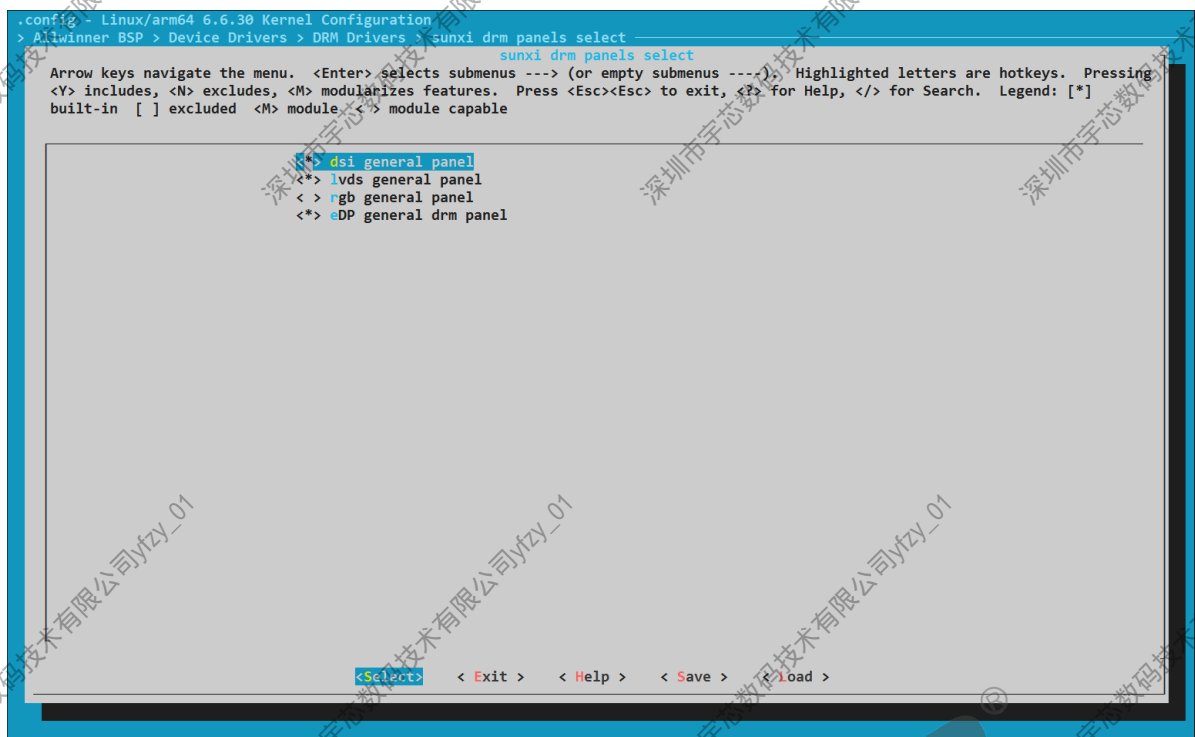 .config - Linux/arm64 6.6.30 Kernel Configuration
> Allwinner BSP > Device Drivers > DRM Drivers > sunxi drm panels select
sunxi drm panels select
Arrow keys navigate the menu.  <Enter> selects submenus ---> (or empty submenus ----).  Highlighted letters are hotkeys.  Pressing
<Y> includes, <N> excludes, <M> modularizes features.  Press <Esc><Esc> to exit, <?> for Help, </> for Search.  Legend: [*]
built-in  [ ] excluded  <M> module  < > module capable
<*> dsi general panel
<*> lvds general panel
< > rgb general panel
<*> eDP general drm panel
<Select>    < Exit >    < Help >    < Save >    < Load >
深圳市宇芯数码技术有限公司yfzy_01
深圳市宇芯数码技术有限公司yfzy_01
深圳市宇芯数码技术有限公司yfzy_01
®